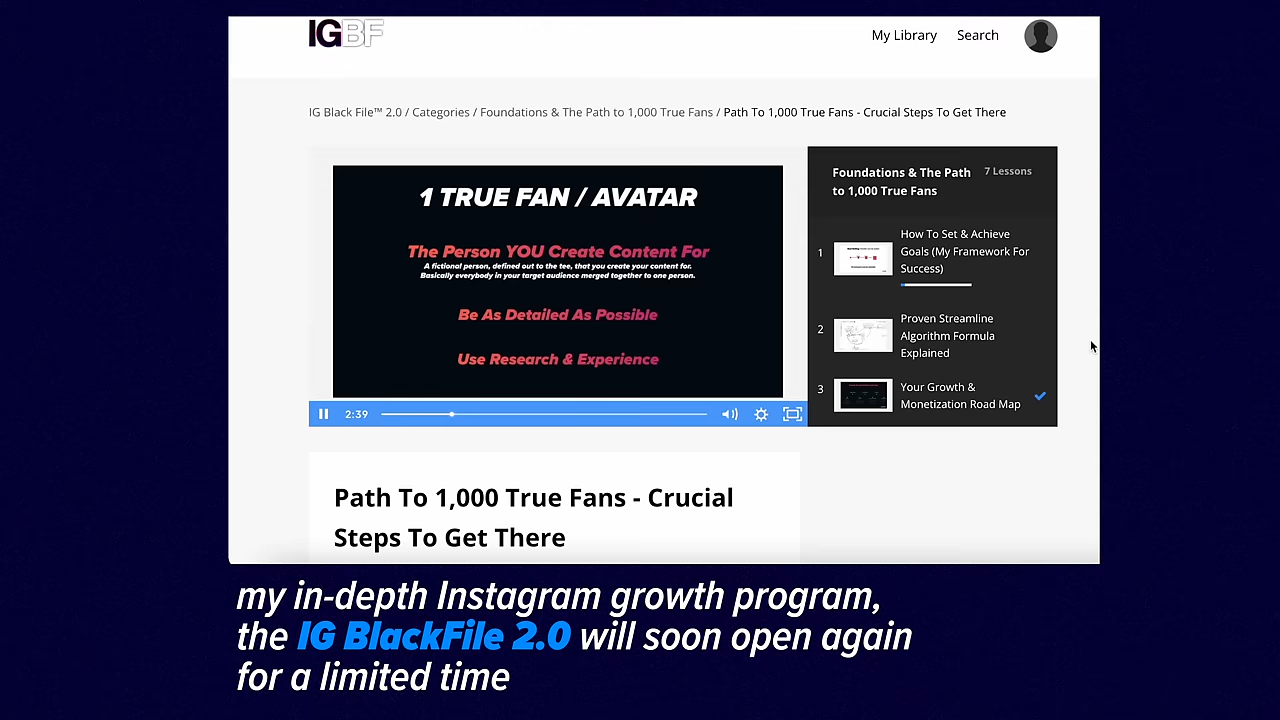 IGBF
My Library
Search
IG Black File™ 2.0 / Categories / Foundations & The Path to 1,000 True Fans / Path To 1,000 True Fans - Crucial Steps To Get There
1 TRUE FAN / AVATAR
The Person YOU Create Content For
A fictional person, defined out to the tee, that you create your content for.
Basically everybody in your target audience merged together to one person.
Be As Detailed As Possible
Use Research & Experience
2:39
Foundations & The Path
to 1,000 True Fans
7 Lessons
1
How To Set & Achieve
Goals (My Framework For
Success)
2
Proven Streamline
Algorithm Formula
Explained
3
Your Growth &
Monetization Road Map
Path To 1,000 True Fans - Crucial
Steps To Get There
my in-depth Instagram growth program,
the IG BlackFile 2.0 will soon open again
for a limited time